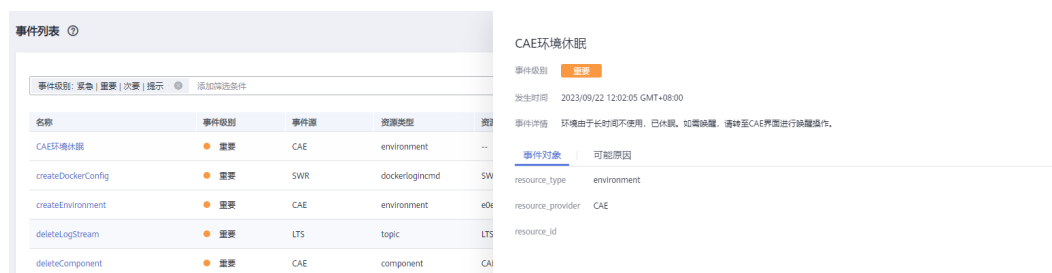 事件列表
事件级别: 紧急 | 重要 | 次要 | 提示 添加筛选条件
名称 事件级别 事件源 资源类型
CAE环境休眠 重要 CAE environment --
createDockerConfig 重要 SWR dockerlogincmd SW
createEnvironment 重要 CAE environment e0e
deleteLogStream 重要 LTS topic LTS
deleteComponent 重要 CAE component CAE
CAE环境休眠
事件级别 重要
发生时间 2023/09/22 12:02:05 GMT+08:00
事件详情 环境由于长时间不使用，已休眠。如需唤醒，请转至CAE界面进行唤醒操作。
事件对象 可能原因
resource_type environment
resource_provider CAE
resource_id